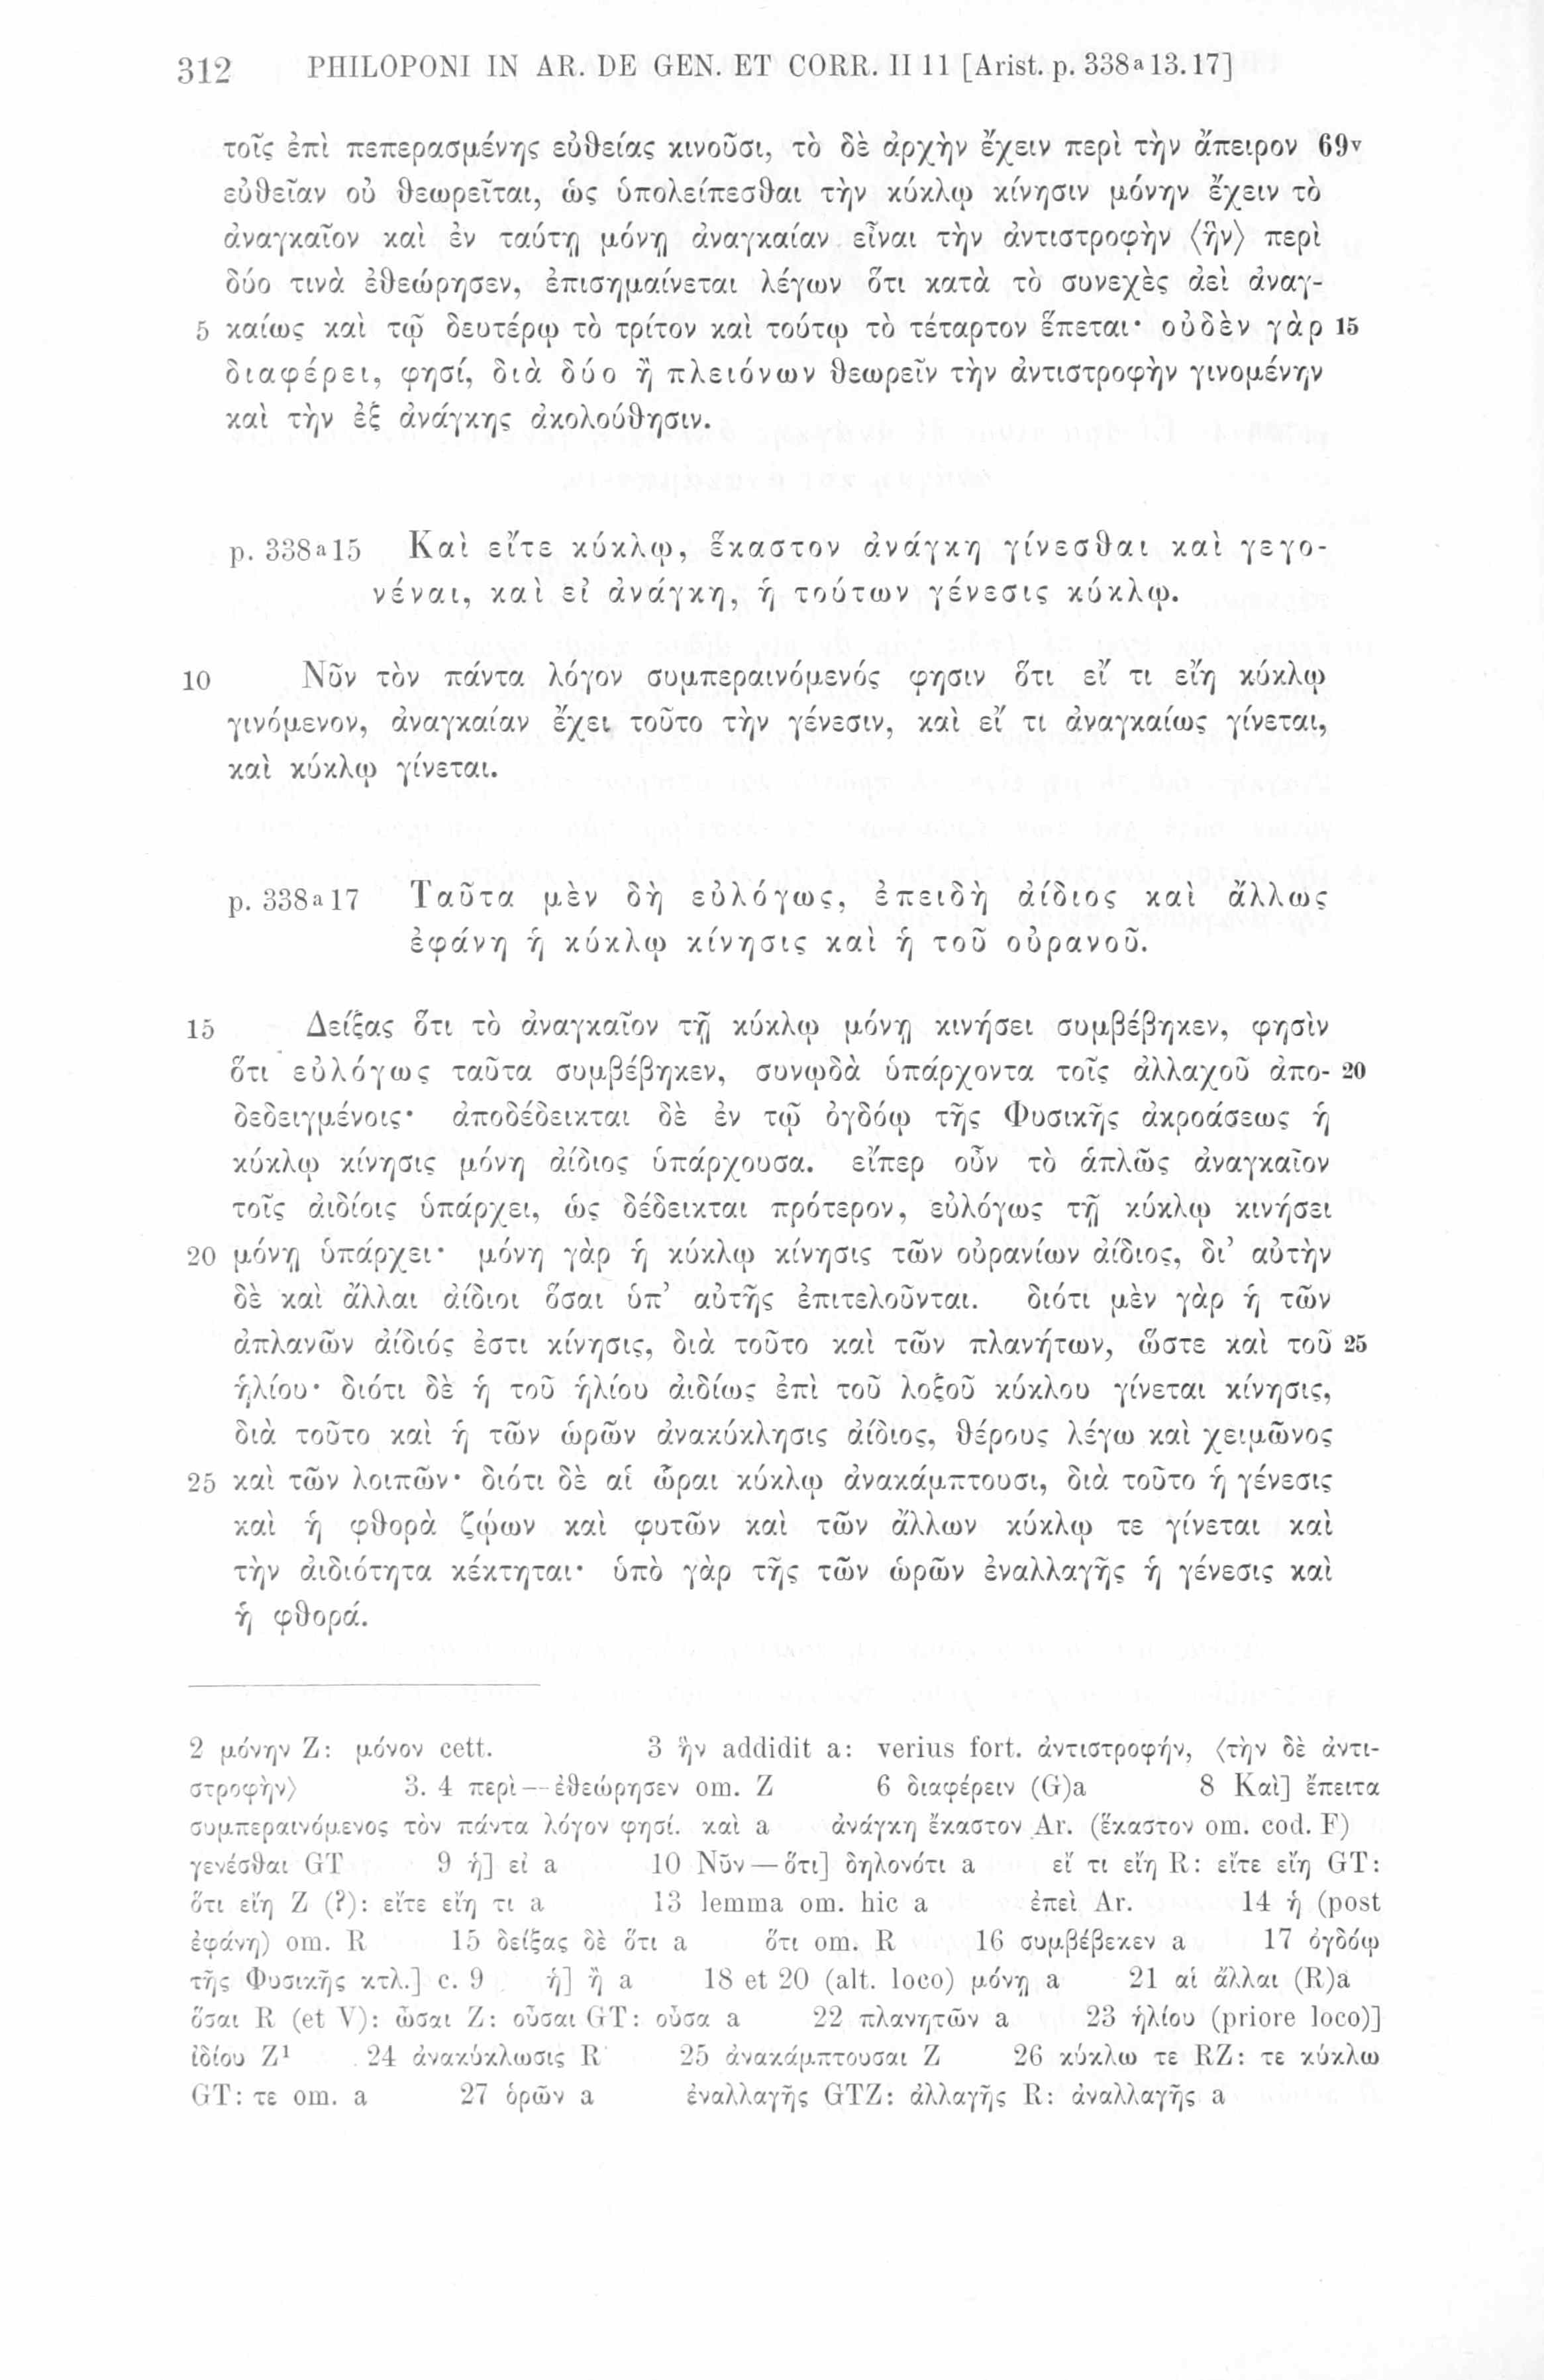 312 PHILOPONI IN AR. DE GEN. ET CORR. II 11 [Arist. p. 338a13.17]
τοῖς ἐπὶ πεπερασμένης εὐθείας κινοῦσι, τὸ δὲ ἀρχὴν ἔχειν περὶ τὴν ἄπειρον 69v
εὐθεῖαν οὐ θεωρεῖται, ὡς ὑπολείπεσθαι τὴν κύκλῳ κίνησιν μόνην ἔχειν τὸ
ἀναγκαῖον καὶ ἐν ταύτῃ μόνῃ ἀναγκαίαν εἶναι τὴν ἀντιστροφὴν ⟨ἣν⟩ περὶ
δύο τινὰ ἐθεώρησεν, ἐπισημαίνεται λέγων ὅτι κατὰ τὸ συνεχὲς ἀεὶ ἀναγ-
5 καίως καὶ τῷ δευτέρῳ τὸ τρίτον καὶ τούτῳ τὸ τέταρτον ἕπεται· οὐδὲν γὰρ 15
διαφέρει, φησί, διὰ δύο ἢ πλειόνων θεωρεῖν τὴν ἀντιστροφὴν γινομένην
καὶ τὴν ἐξ ἀνάγκης ἀκολούθησιν.
p. 338a15 Καὶ εἴτε κύκλῳ, ἕκαστον ἀνάγκη γίνεσθαι καὶ γεγο-
νέναι, καὶ εἰ ἀνάγκη, ἡ τούτων γένεσις κύκλῳ.
10 Νῦν τὸν πάντα λόγον συμπεραινόμενός φησιν ὅτι εἴ τι εἴη κύκλῳ
γινόμενον, ἀναγκαίαν ἔχει τοῦτο τὴν γένεσιν, καὶ εἴ τι ἀναγκαίως γίνεται,
καὶ κύκλῳ γίνεται.
p. 338a17 Ταῦτα μὲν δὴ εὐλόγως, ἐπειδὴ ἀίδιος καὶ ἄλλως
ἐφάνη ἡ κύκλῳ κίνησις καὶ ἡ τοῦ οὐρανοῦ.
15 Δείξας ὅτι τὸ ἀναγκαῖον τῇ κύκλῳ μόνῃ κινήσει συμβέβηκεν, φησὶν
ὅτι εὐλόγως ταῦτα συμβέβηκεν, συνῳδὰ ὑπάρχοντα τοῖς ἀλλαχοῦ ἀπο- 20
δεδειγμένοις· ἀποδέδεικται δὲ ἐν τῷ ὀγδόῳ τῆς Φυσικῆς ἀκροάσεως ἡ
κύκλῳ κίνησις μόνη ἀίδιος ὑπάρχουσα. εἴπερ οὖν τὸ ἁπλῶς ἀναγκαῖον
τοῖς ἀιδίοις ὑπάρχει, ὡς δέδεικται πρότερον, εὐλόγως τῇ κύκλῳ κινήσει
20 μόνῃ ὑπάρχει· μόνη γὰρ ἡ κύκλῳ κίνησις τῶν οὐρανίων ἀίδιος, δι’ αὐτὴν
δὲ καὶ ἄλλαι ἀίδιοι ὅσαι ὑπ’ αὐτῆς ἐπιτελοῦνται. διότι μὲν γὰρ ἡ τῶν
ἀπλανῶν ἀίδιός ἐστι κίνησις, διὰ τοῦτο καὶ τῶν πλανήτων, ὥστε καὶ τοῦ 25
ἡλίου· διότι δὲ ἡ τοῦ ἡλίου ἀιδίως ἐπὶ τοῦ λοξοῦ κύκλου γίνεται κίνησις,
διὰ τοῦτο καὶ ἡ τῶν ὡρῶν ἀνακύκλησις ἀίδιος, θέρους λέγω καὶ χειμῶνος
25 καὶ τῶν λοιπῶν· διότι δὲ αἱ ὧραι κύκλῳ ἀνακάμπτουσι, διὰ τοῦτο ἡ γένεσις
καὶ ἡ φθορὰ ζῴων καὶ φυτῶν καὶ τῶν ἄλλων κύκλῳ τε γίνεται καὶ
τὴν ἀιδιότητα κέκτηται· ὑπὸ γὰρ τῆς τῶν ὡρῶν ἐναλλαγῆς ἡ γένεσις καὶ
ἡ φθορά.
2 μόνην Z: μόνον cett. 3 ἣν addidit a: verius fort. ἀντιστροφήν, ⟨τὴν δὲ ἀντι-
στροφὴν⟩ 3. 4 περὶ — ἐθεώρησεν om. Z 6 διαφέρειν (G)a 8 Καὶ] ἔπειτα
συμπεραινόμενος τὸν πάντα λόγον φησί. καὶ a ἀνάγκη ἕκαστον Ar. (ἕκαστον om. cod. F)
γενέσθαι GT 9 ἡ] εἰ a 10 Νῦν — ὅτι] δηλονότι a εἴ τι εἴη R: εἴτε εἴη GT:
ὅτι εἴη Z (?): εἴτε εἴη τι a 13 lemma om. hic a ἐπεὶ Ar. 14 ἡ (post
ἐφάνη) om. R 15 δείξας δὲ ὅτι a ὅτι om. R 16 συμβέβεκεν a 17 ὀγδόῳ
τῆς Φυσικῆς κτλ.] c. 9 ἡ] ἢ a 18 et 20 (alt. loco) μόνῃ a 21 αἱ ἄλλαι (R)a
ὅσαι R (et V): ὦσαι Z: οὖσαι GT: οὖσα a 22 πλανητῶν a 23 ἡλίου (priore loco)]
ἰδίου Z1 24 ἀνακύκλωσις R 25 ἀνακάμπτουσαι Z 26 κύκλω τε RZ: τε κύκλω
GT: τε om. a 27 ὁρῶν a ἐναλλαγῆς GTZ: ἀλλαγῆς R: ἀναλλαγῆς a